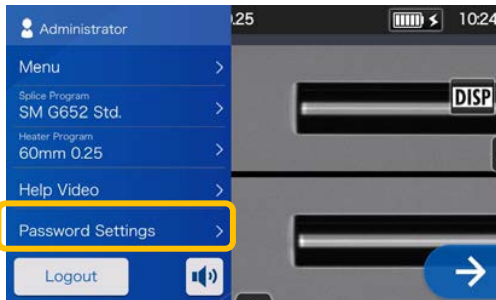 Administrator
.25
10:24
Menu
Splice Program
SM G652 Std.
DISP
Heater Program
60mm 0.25
Help Video
Password Settings
Logout